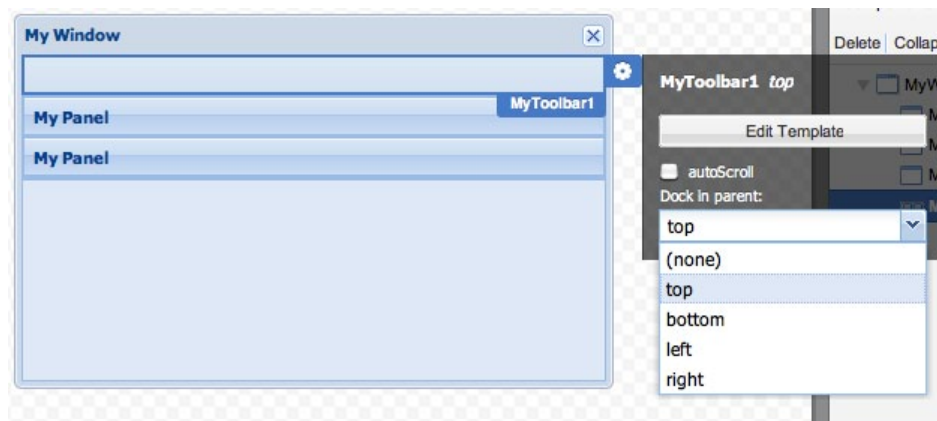 My Window
Delete Collap
MyToolbar1 top
MyToolbar1
My Panel
Edit Template
My Panel
autoScroll
Dock in parent:
top
(none)
top
bottom
left
right